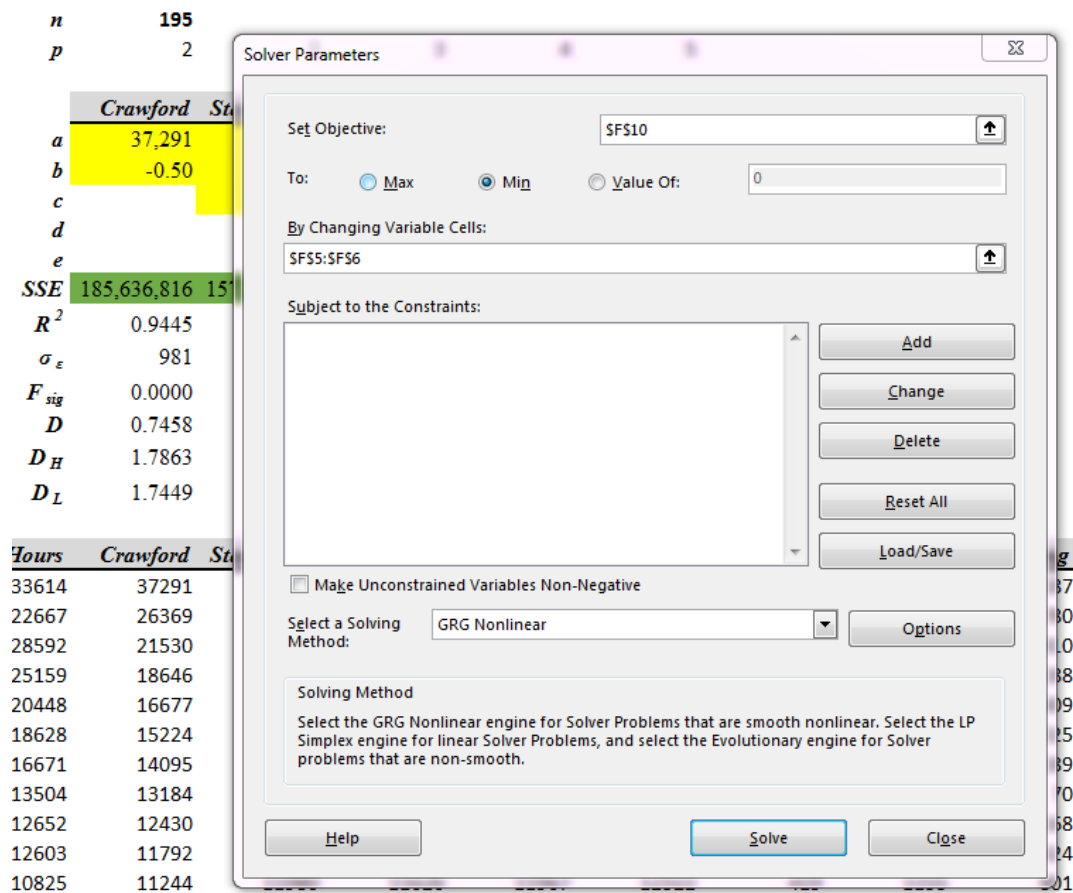 n 195
p 2
Solver Parameters
Crawford
a 37,291
b -0.50
c
d
e
SSE 185,636,816
R 2 0.9445
σ ε 981
F sig 0.0000
D 0.7458
D H 1.7863
D L 1.7449
Set Objective: $F$10
To: Max Min Value Of: 0
By Changing Variable Cells:
$F$5:$F$6
Subject to the Constraints:
Add
Change
Delete
Reset All
Load/Save
Make Unconstrained Variables Non-Negative
Select a Solving Method: GRG Nonlinear
Options
Solving Method
Select the GRG Nonlinear engine for Solver Problems that are smooth nonlinear. Select the LP
Simplex engine for linear Solver Problems, and select the Evolutionary engine for Solver
problems that are non-smooth.
Help Solve Close
Hours Crawford
33614 37291
22667 26369
28592 21530
25159 18646
20448 16677
18628 15224
16671 14095
13504 13184
12652 12430
12603 11792
10825 11244